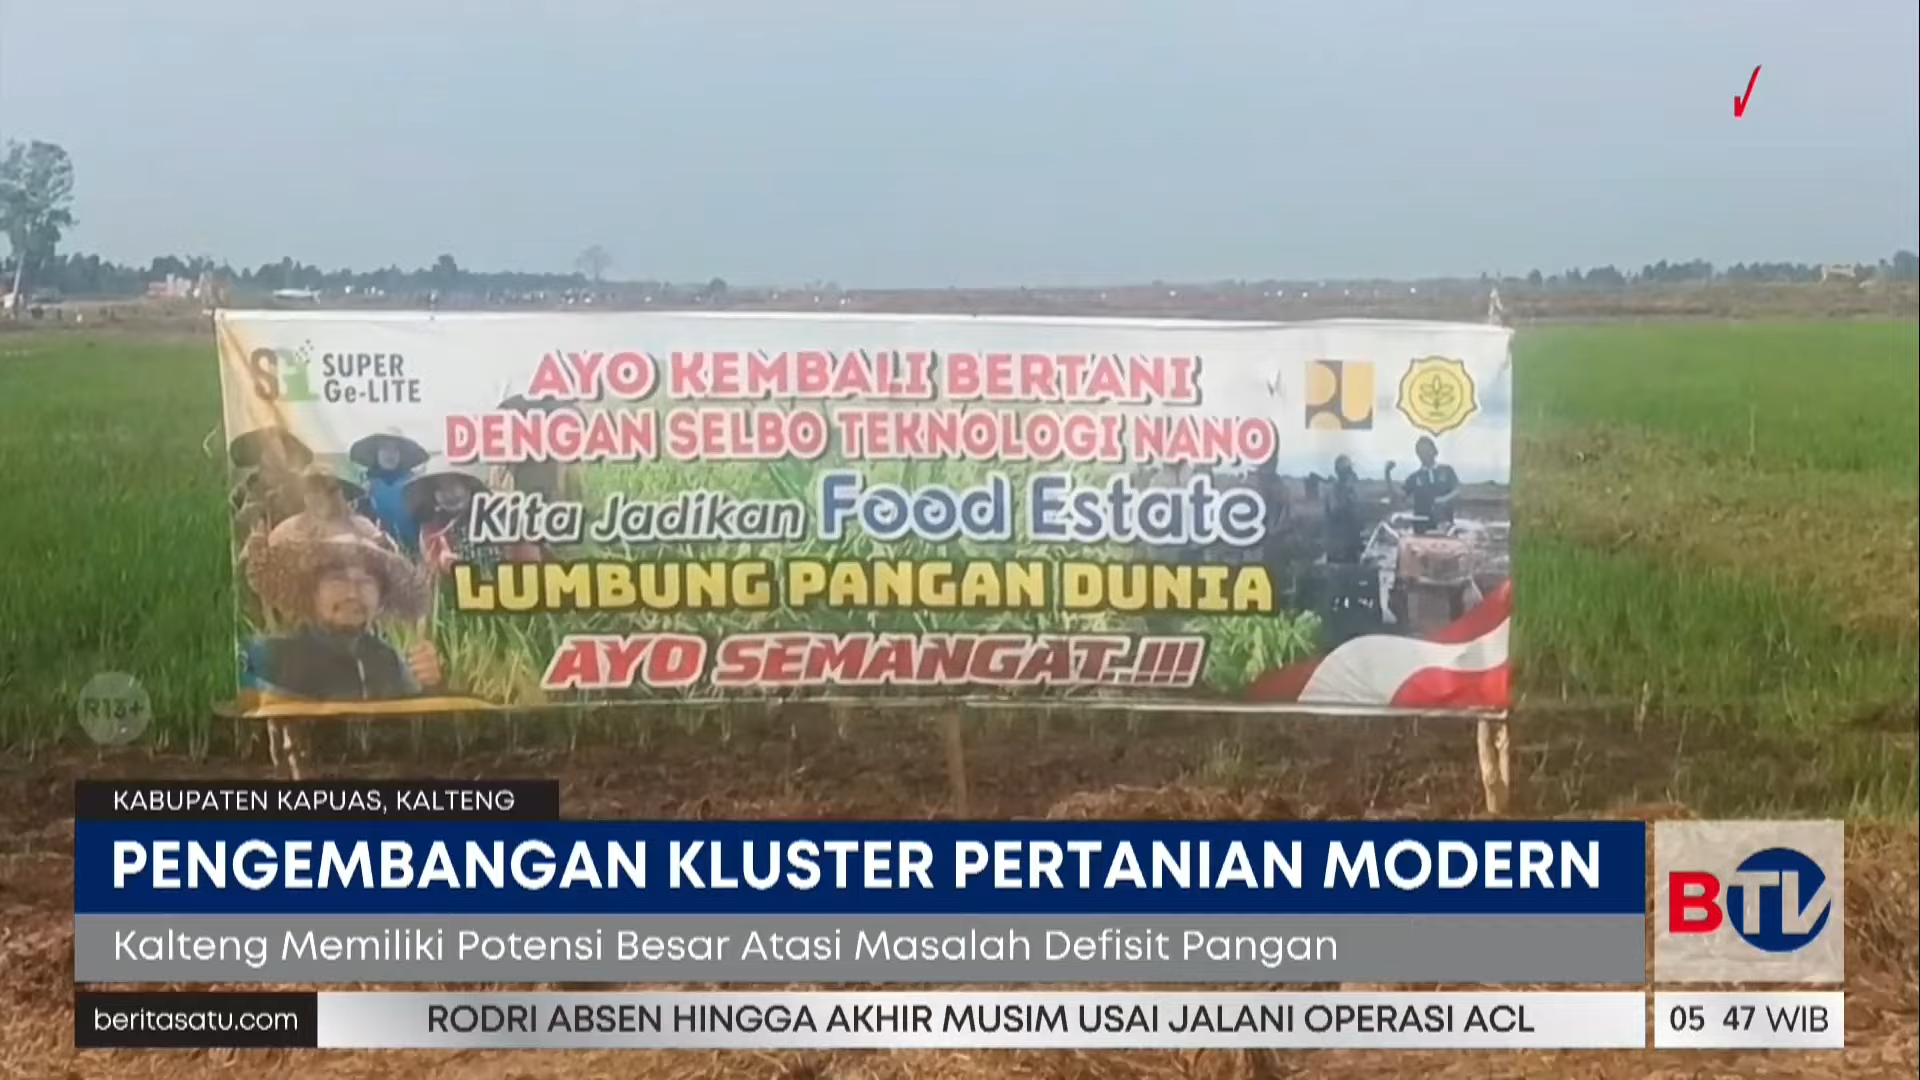 SUPER
Ge-LITE
AYO KEMBALI BERTANI
DENGAN SELBO TEKNOLOGI NANO
Kita Jadikan Food Estate
LUMBUNG PANGAN DUNIA
AYO SEMANGAT.!!!
PU
R13+
KABUPATEN KAPUAS, KALTENG
PENGEMBANGAN KLUSTER PERTANIAN MODERN
Kalteng Memiliki Potensi Besar Atasi Masalah Defisit Pangan
BTV
beritasatu.com
RODRI ABSEN HINGGA AKHIR MUSIM USAI JALANI OPERASI ACL
05 47 WIB